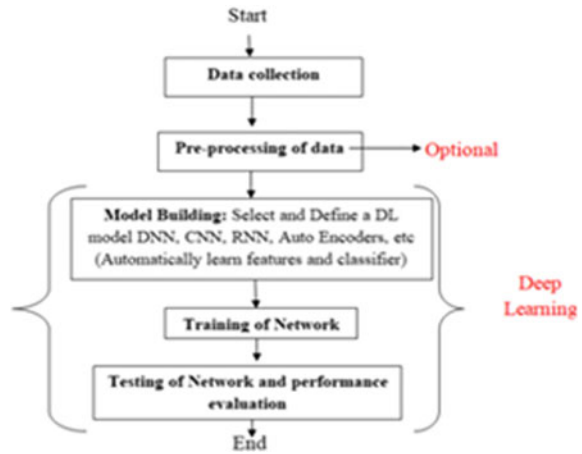 Start
Data collection
Pre-processing of data
Optional
Model Building: Select and Define a DL
model DNN, CNN, RNN, Auto Encoders, etc
(Automatically learn features and classifier)
Deep
Learning
Training of Network
Testing of Network and performance
evaluation
End